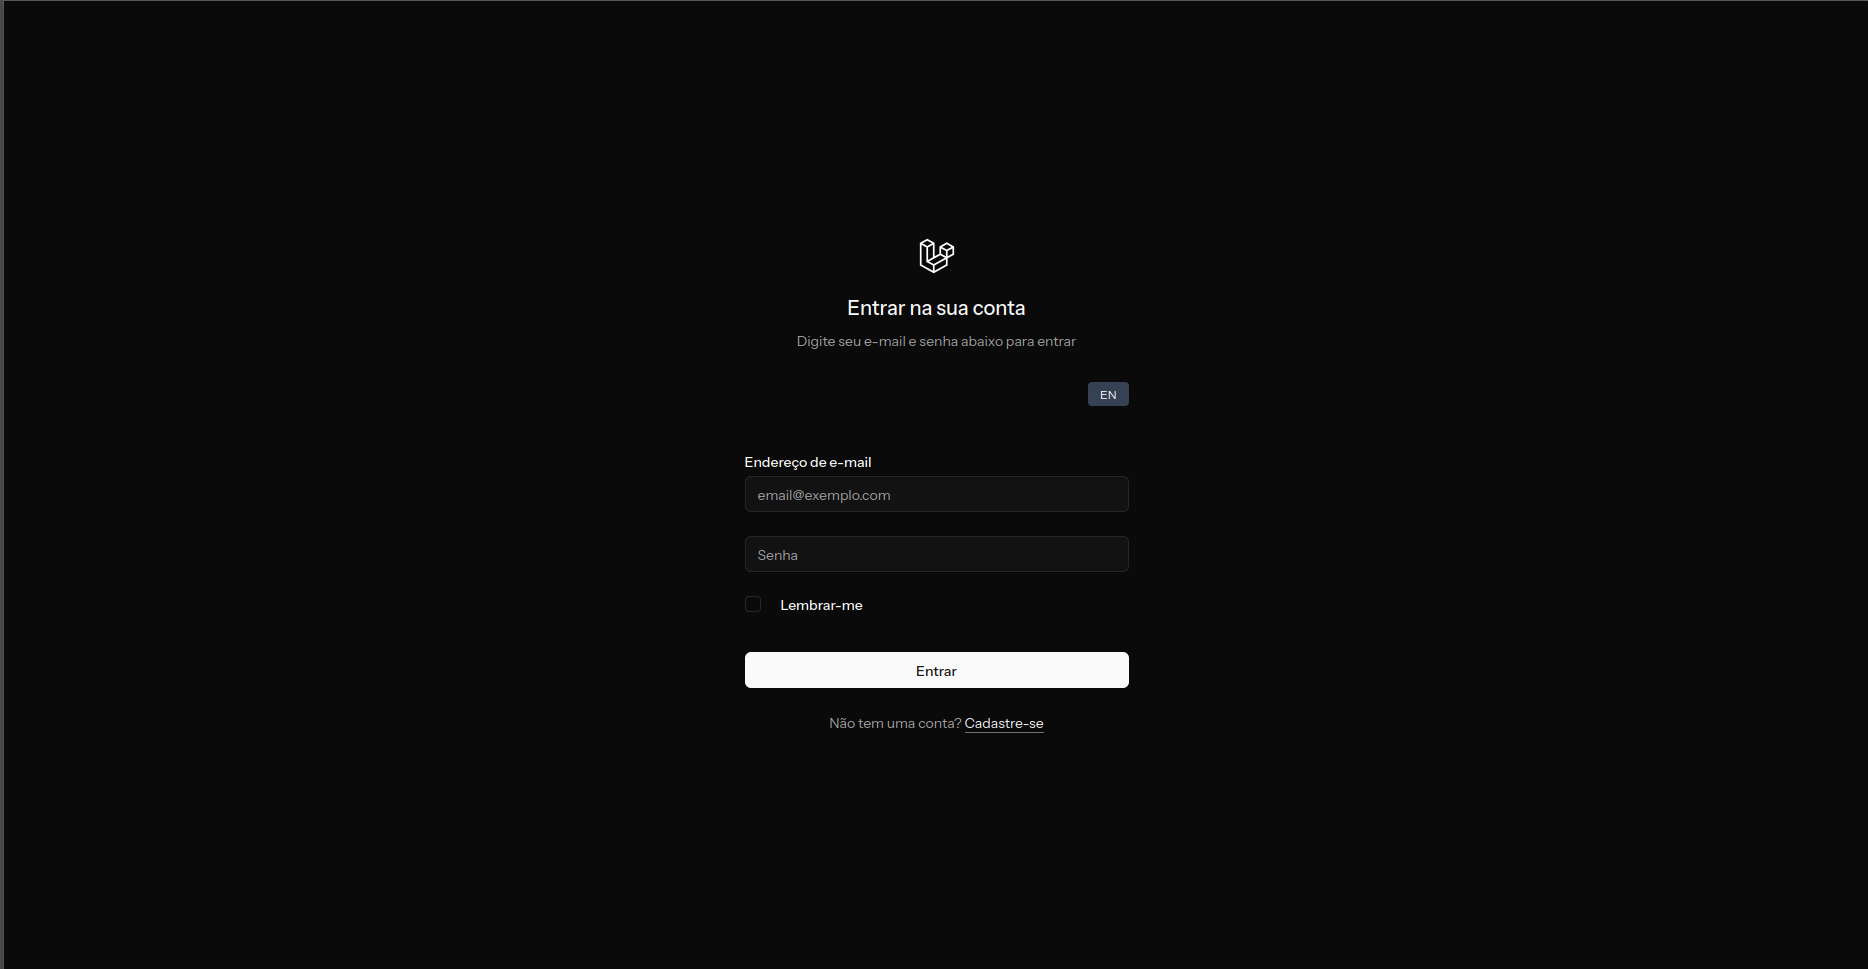 Entrar na sua conta
Digite seu e-mail e senha abaixo para entrar
EN
Endereço de e-mail
email@exemplo.com
Senha
Lembrar-me
Entrar
Não tem uma conta? Cadastre-se